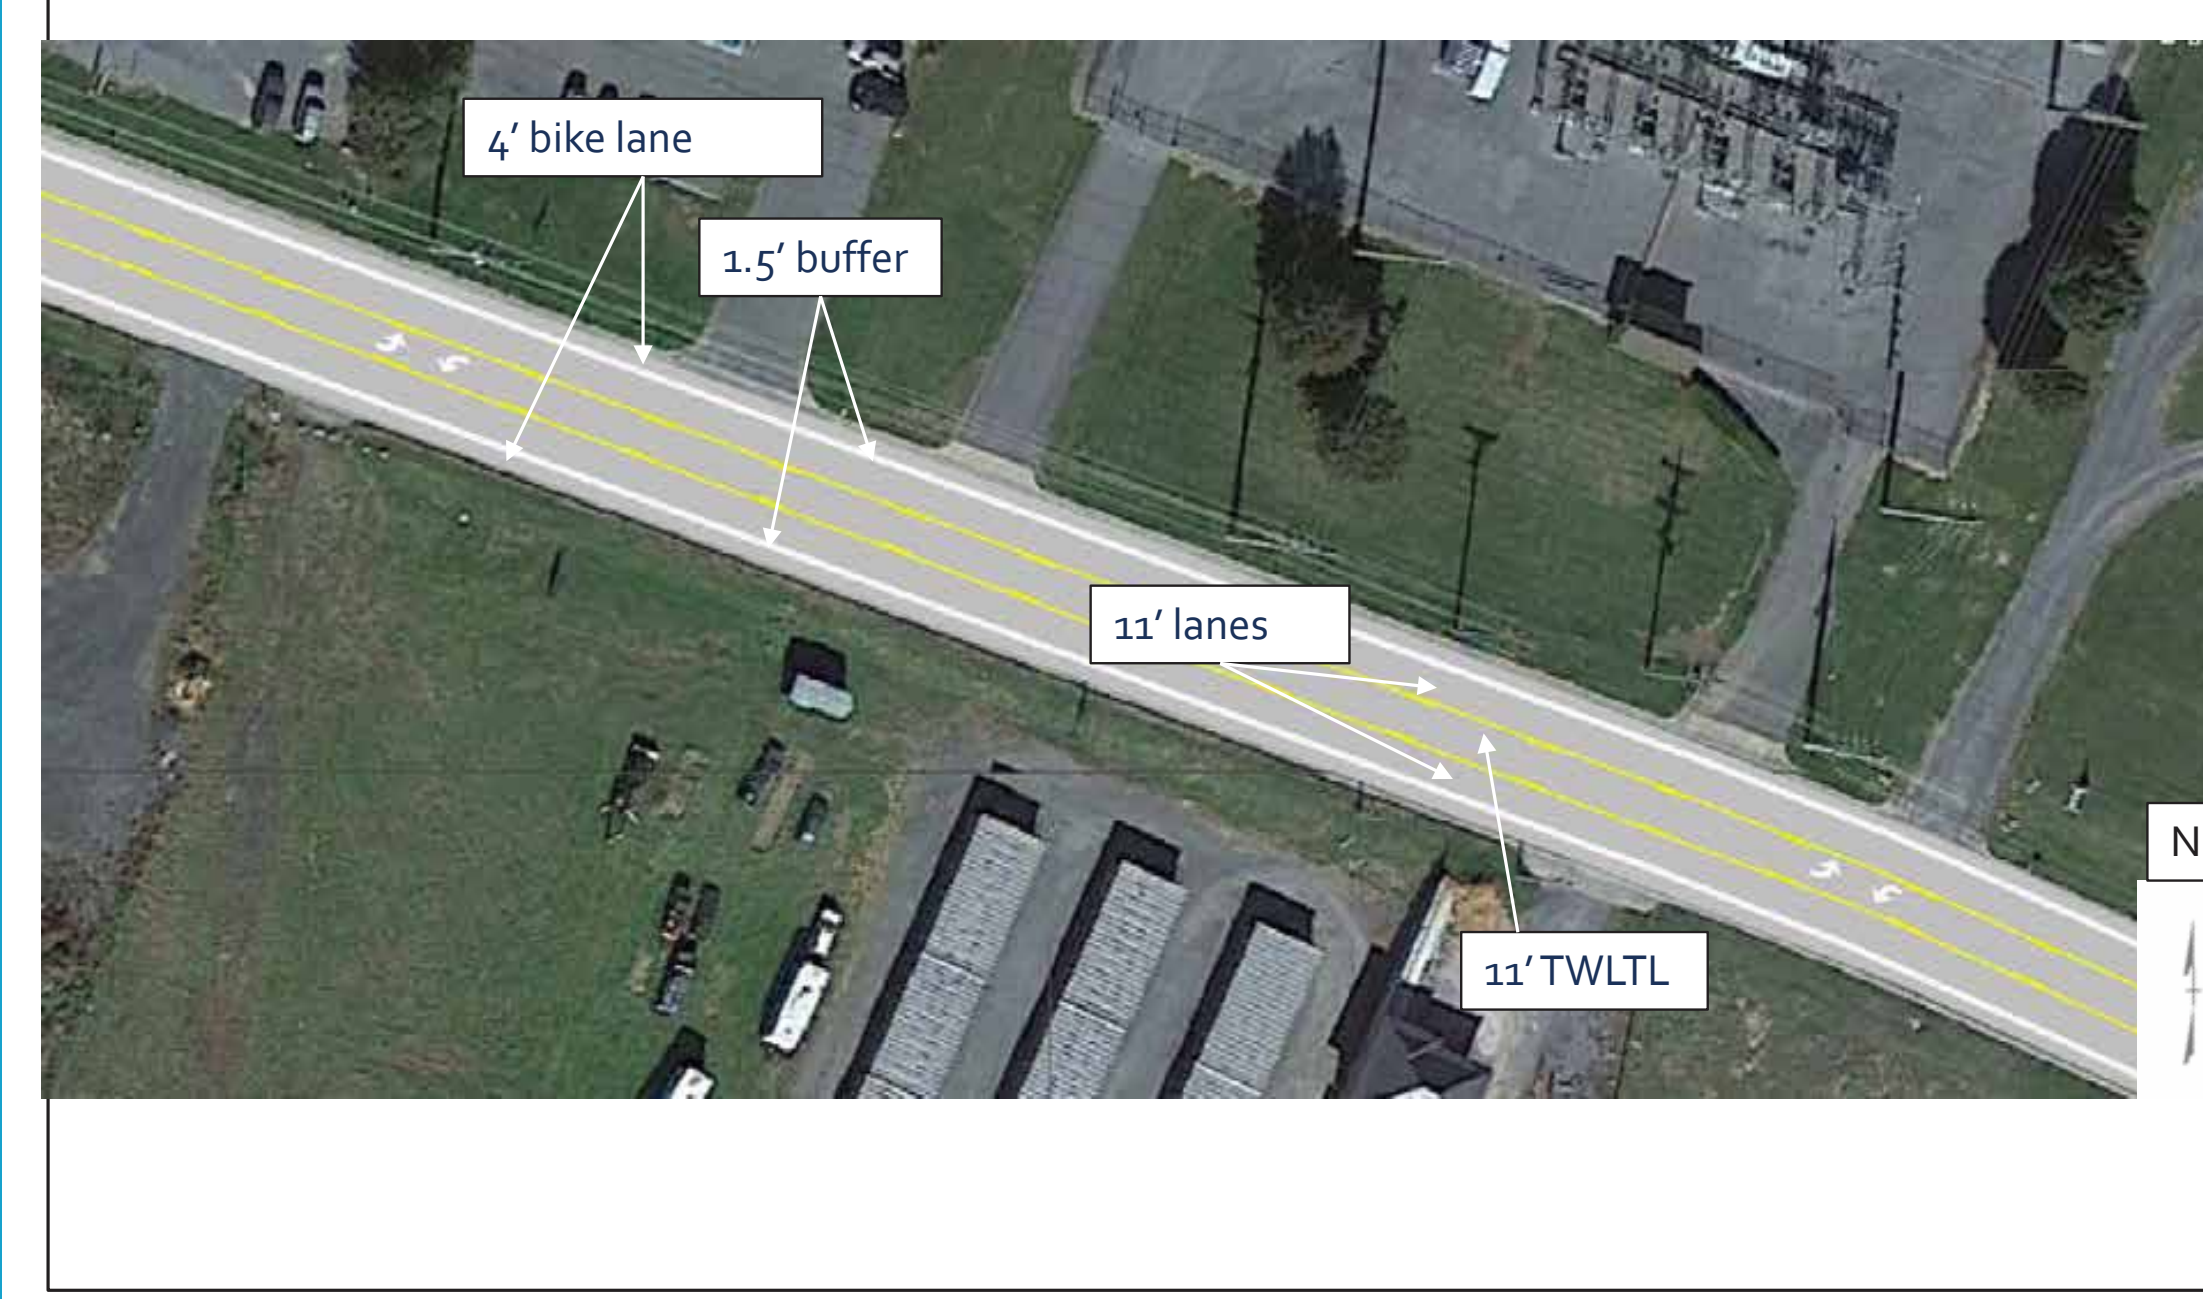 4′ bike lane
1.5′ buffer
11′ lanes
11′ TWLTL
N